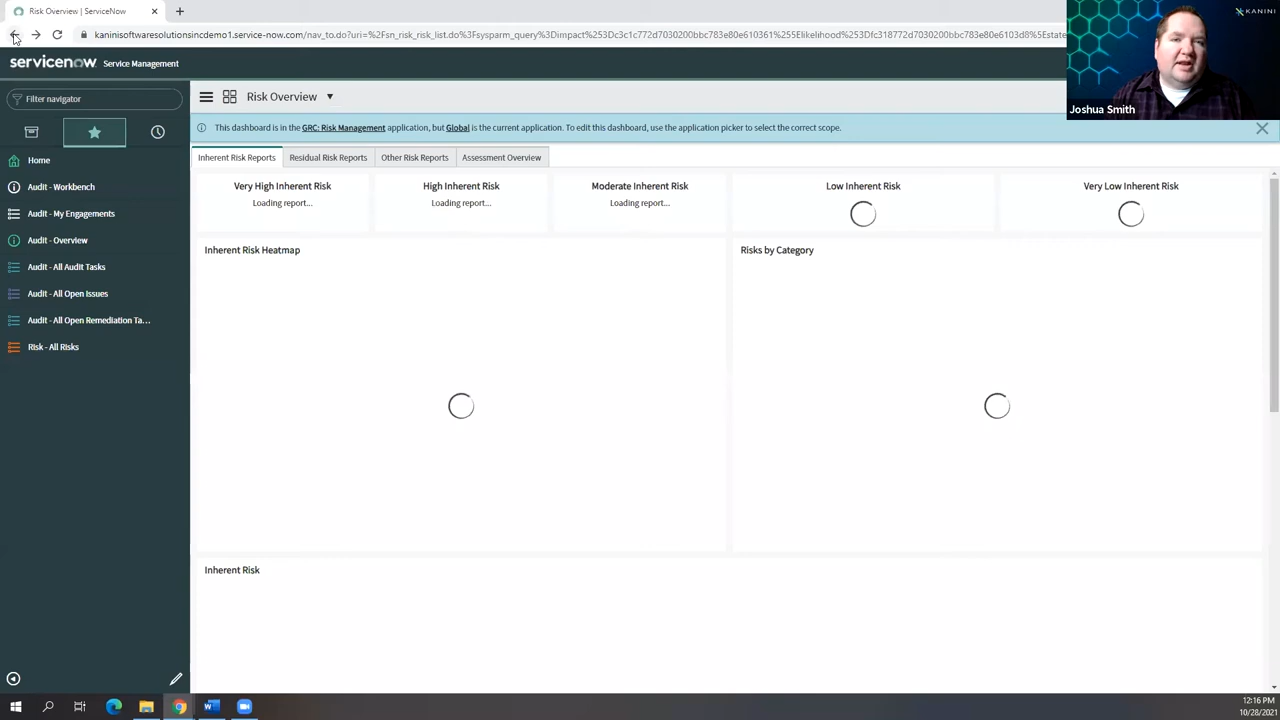 Risk Overview | ServiceNow
kaninisoftwaresolutionsincdemo1.service-now.com/nav_to.do?uri=%2Fsn_risk_risk_list.do%3Fsysparm_query%3Dimpact%253Dc3c1c772d7030200bbc783e80e610361%255Elikelihood%253Dfc318772d7030200bbc783e80e6103d8%5Estate
KANINI
Joshua Smith
servicenow Service Management
Filter navigator
Risk Overview
This dashboard is in the GRC: Risk Management application, but Global is the current application. To edit this dashboard, use the application picker to select the correct scope.
Home
Audit - Workbench
Audit - My Engagements
Audit - Overview
Audit - All Audit Tasks
Audit - All Open Issues
Audit - All Open Remediation Ta...
Risk - All Risks
Inherent Risk Reports
Residual Risk Reports
Other Risk Reports
Assessment Overview
Very High Inherent Risk
Loading report...
High Inherent Risk
Loading report...
Moderate Inherent Risk
Loading report...
Low Inherent Risk
Very Low Inherent Risk
Inherent Risk Heatmap
Risks by Category
Inherent Risk
12:16 PM
10/28/2021